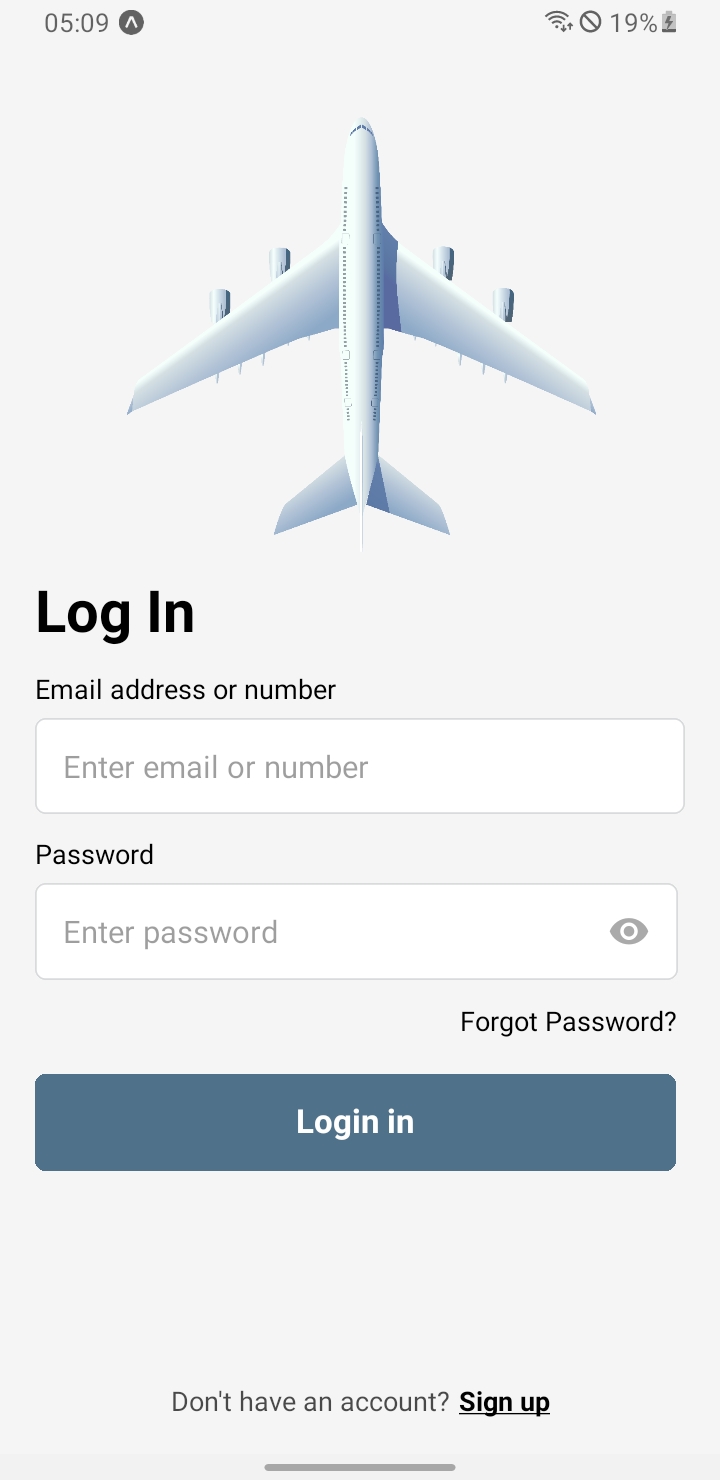 05:09
19%
Log In
Email address or number
Enter email or number
Password
Enter password
Forgot Password?
Login in
Don't have an account? Sign up